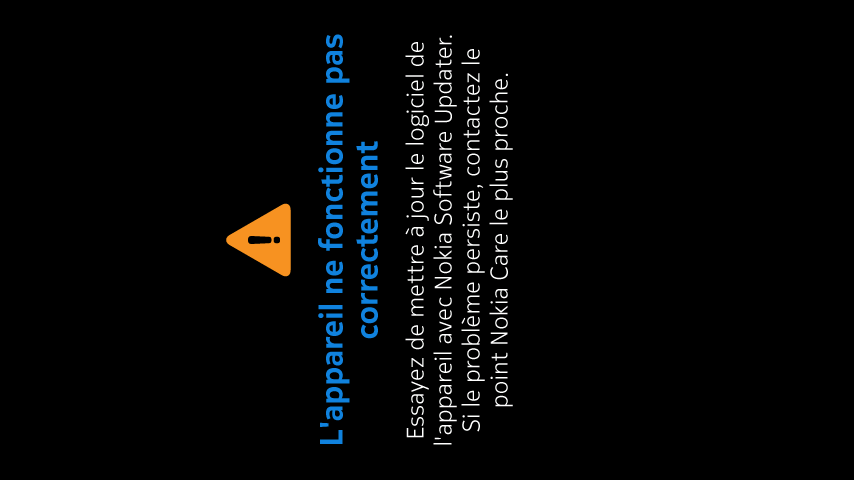 L'appareil ne fonctionne pas
correctement
Essayez de mettre à jour le logiciel de
l'appareil avec Nokia Software Updater.
Si le problème persiste, contactez le
point Nokia Care le plus proche.